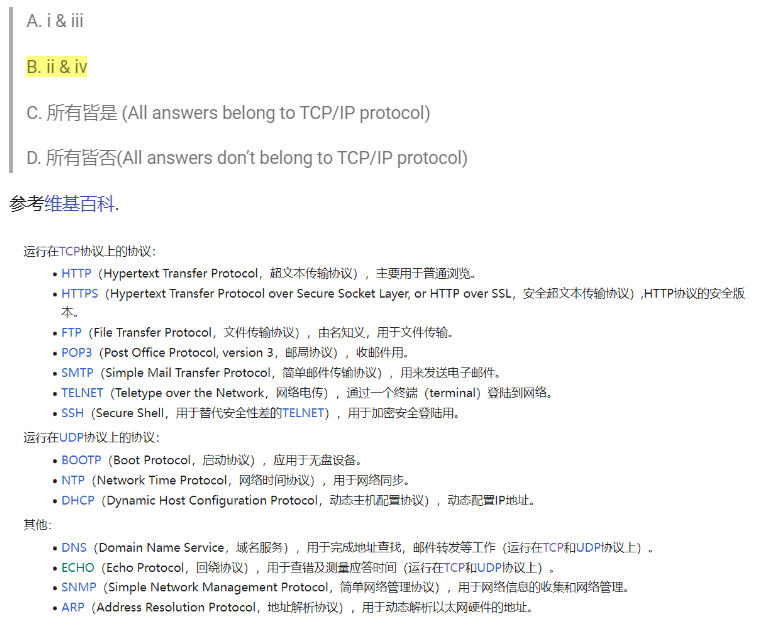 A. i & iii
B. ii & iv
C. 所有皆是 (All answers belong to TCP/IP protocol)
D. 所有皆否(All answers don’t belong to TCP/IP protocol)
参考维基百科.
运行在TCP协议上的协议：
• HTTP（Hypertext Transfer Protocol，超文本传输协议），主要用于普通浏览。
• HTTPS（Hypertext Transfer Protocol over Secure Socket Layer, or HTTP over SSL，安全超文本传输协议）,HTTP协议的安全版
本。
• FTP（File Transfer Protocol，文件传输协议），由名知义，用于文件传输。
• POP3（Post Office Protocol, version 3，邮局协议），收邮件用。
• SMTP（Simple Mail Transfer Protocol，简单邮件传输协议），用来发送电子邮件。
• TELNET（Teletype over the Network，网络电传），通过一个终端（terminal）登陆到网络。
• SSH（Secure Shell，用于替代安全性差的TELNET），用于加密安全登陆用。
运行在UDP协议上的协议：
• BOOTP（Boot Protocol，启动协议），应用于无盘设备。
• NTP（Network Time Protocol，网络时间协议），用于网络同步。
• DHCP（Dynamic Host Configuration Protocol，动态主机配置协议），动态配置IP地址。
其他：
• DNS（Domain Name Service，域名服务），用于完成地址查找，邮件转发等工作（运行在TCP和UDP协议上）。
• ECHO（Echo Protocol，回绕协议），用于查错及测量应答时间（运行在TCP和UDP协议上）。
• SNMP（Simple Network Management Protocol，简单网络管理协议），用于网络信息的收集和网络管理。
• ARP（Address Resolution Protocol，地址解析协议），用于动态解析以太网硬件的地址。